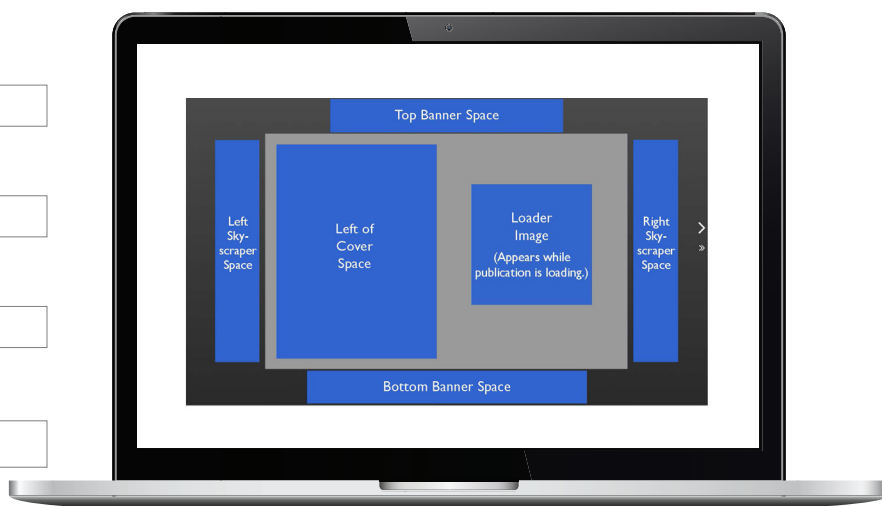 Top Banner Space
Left
Sky-
scraper
Space
Left of
Cover
Space
Loader
Image
(Appears while
publication is loading.)
Right
Sky-
scraper
Space
Bottom Banner Space